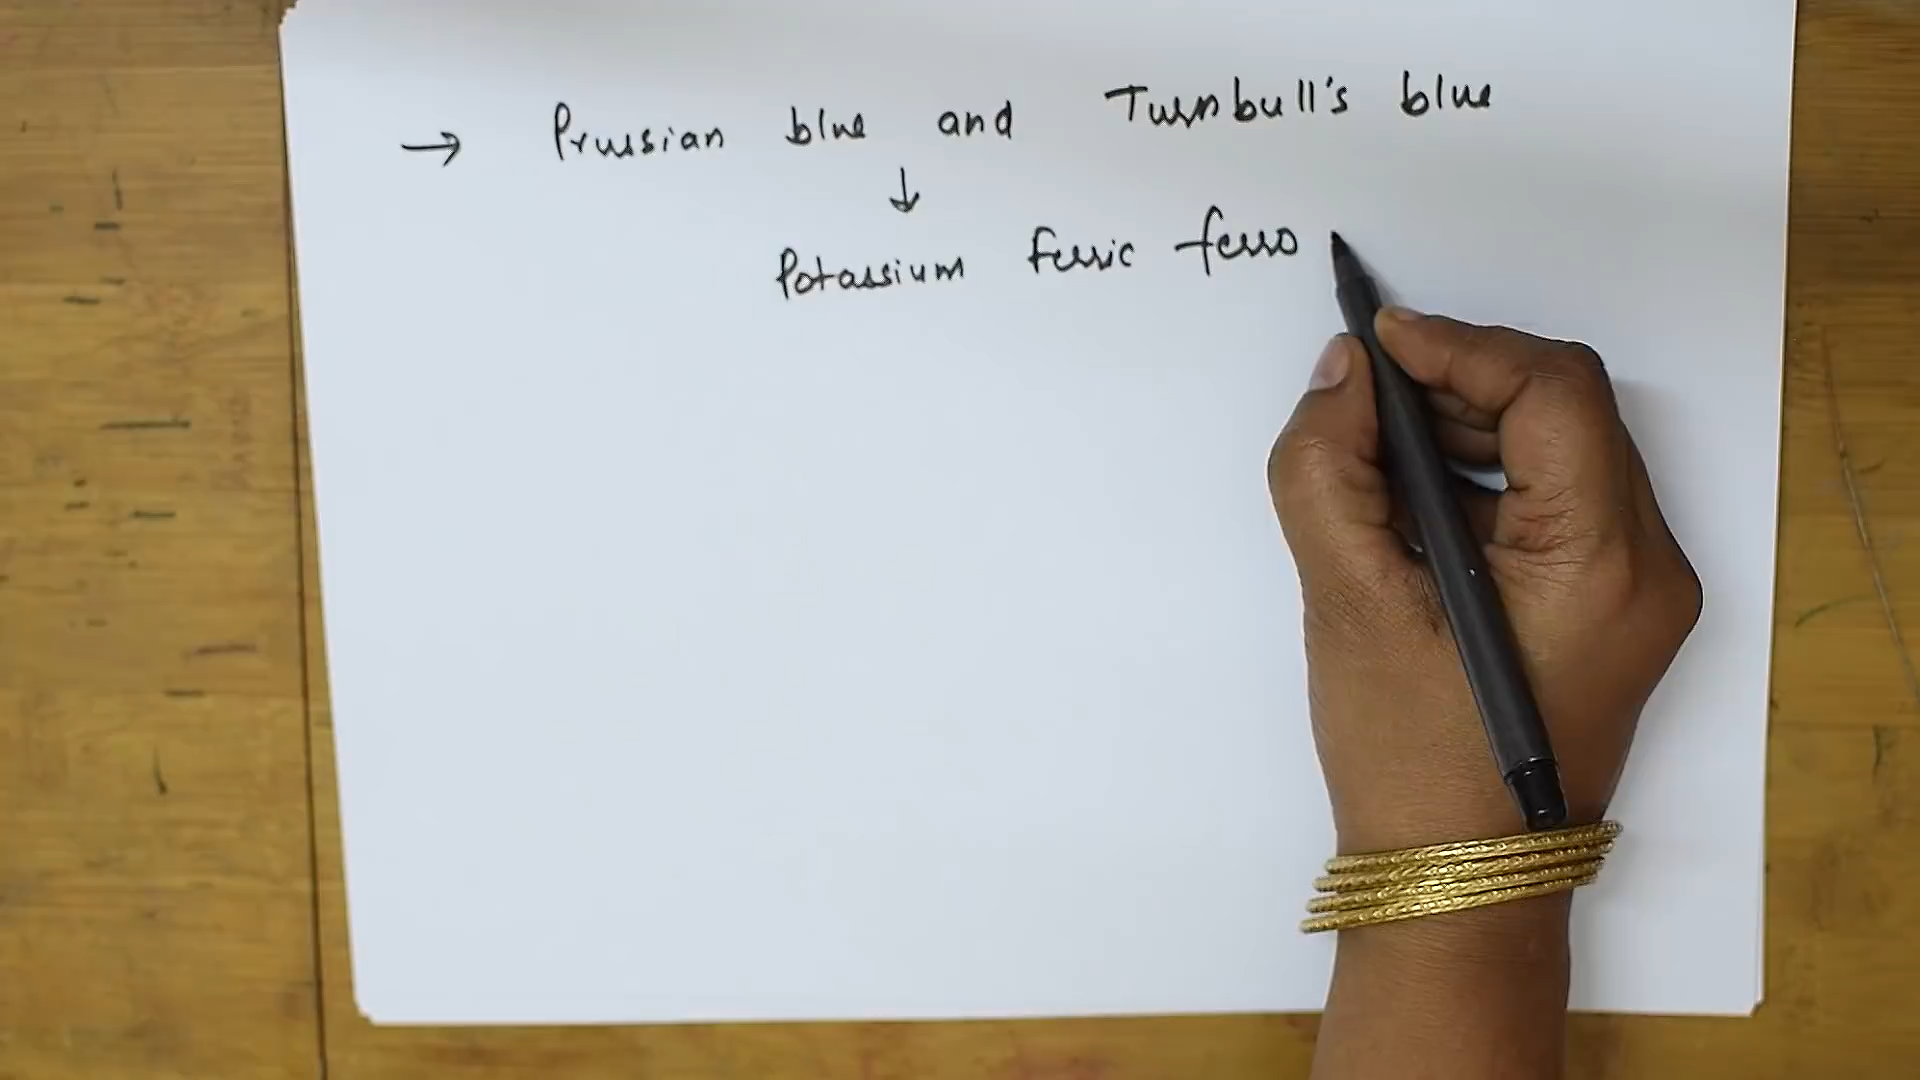 → Prussian blue and Turnbull's blue
↓
Potassium ferric ferro